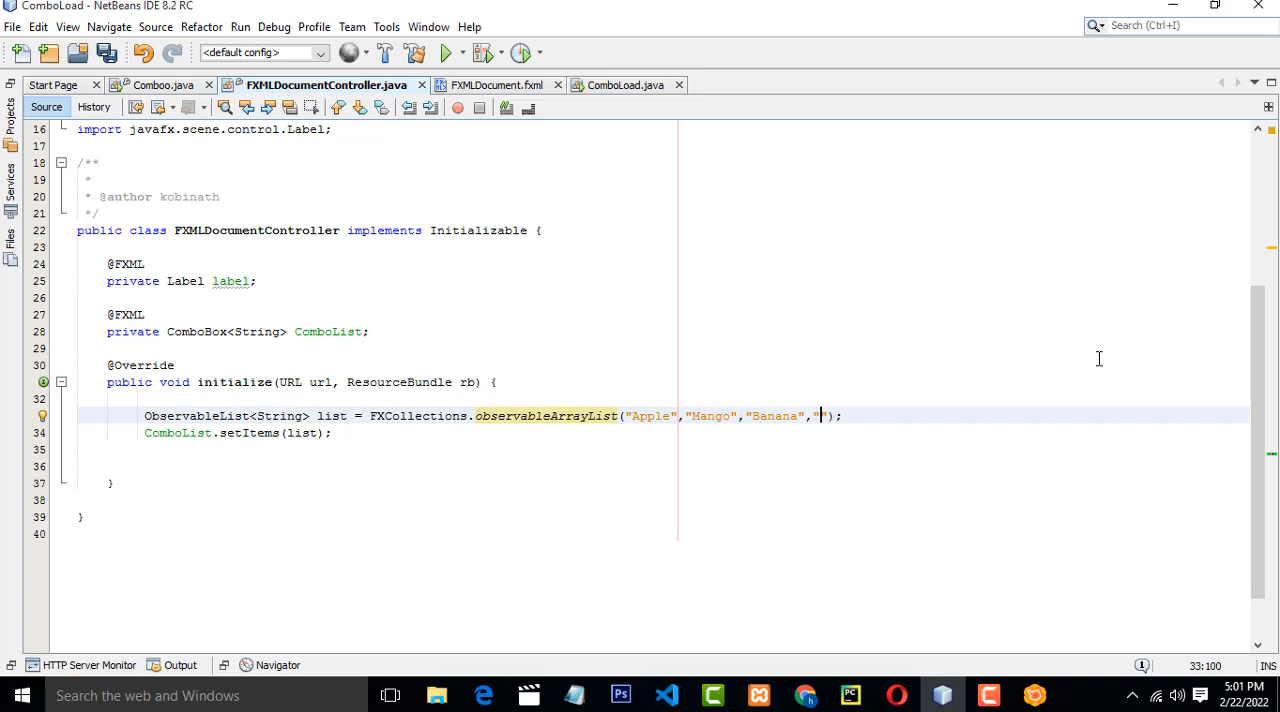 ComboLoad - NetBeans IDE 8.2 RC
File Edit View Navigate Source Refactor Run Debug Profile Team Tools Window Help
Search (Ctrl+I)
<default config>
Start Page Comboo.java FXMLDocumentController.java FXMLDocument.fxml ComboLoad.java
Source History
Projects
Services
Files
16 import javafx.scene.control.Label;
17
18 /**
19 *
20 * @author kobinath
21 */
22 public class FXMLDocumentController implements Initializable {
23
24 @FXML
25 private Label label;
26
27 @FXML
28 private ComboBox<String> ComboList;
29
30 @Override
public void initialize(URL url, ResourceBundle rb) {
32
ObservableList<String> list = FXCollections.observableArrayList("Apple","Mango","Banana","");
34 ComboList.setItems(list);
35
36
37 }
38
39 }
40
HTTP Server Monitor Output Navigator
1 33:100 INS
Search the web and Windows
5:01 PM
2/22/2022